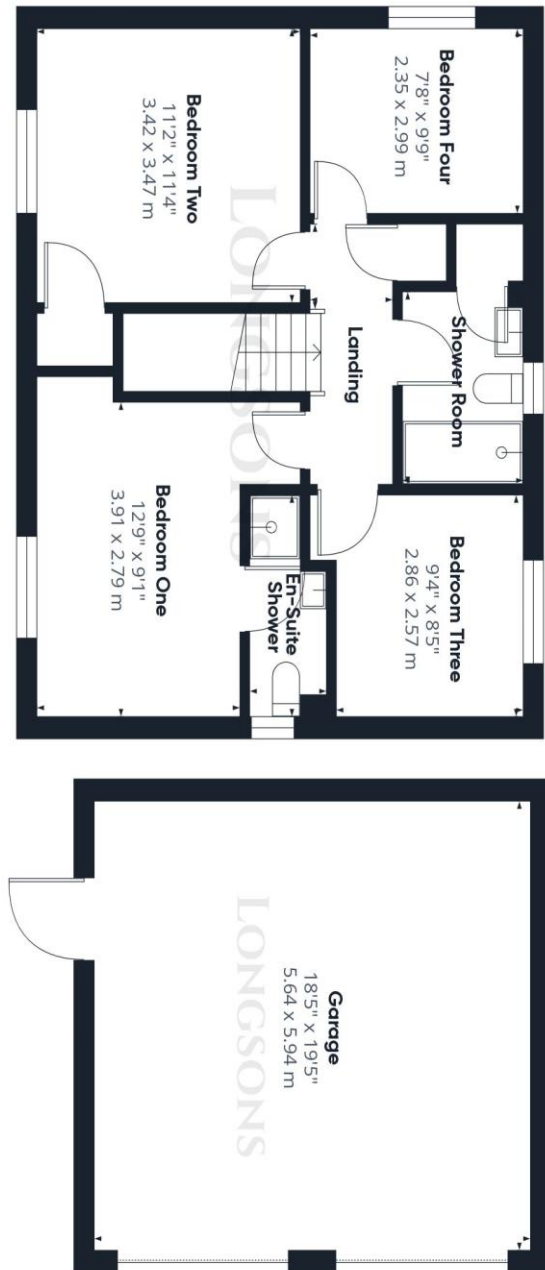 Bedroom Four
7'8" x 9'9"
2.35 x 2.99 m
Shower Room
Bedroom Three
9'4" x 8'5"
2.86 x 2.57 m
Landing
Bedroom Two
11'2" x 11'4"
3.42 x 3.47 m
En-Suite
Shower
Bedroom One
12'9" x 9'1"
3.91 x 2.79 m
LONGSONS
Garage
18'5" x 19'5"
5.64 x 5.94 m
LONGSONS